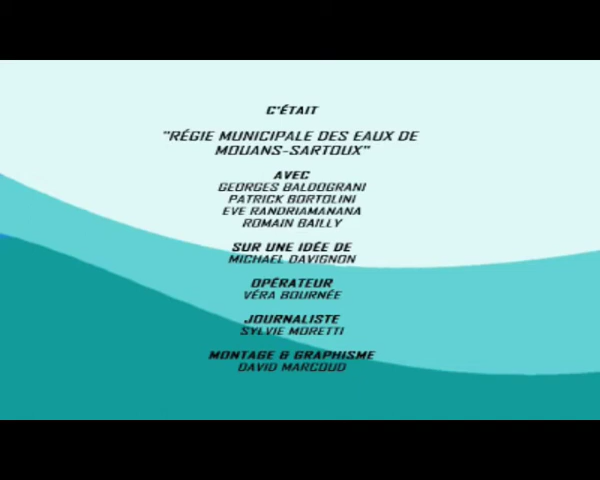 C'ÉTAIT
"RÉGIE MUNICIPALE DES EAUX DE
MOUANS-SARTOUX"
AVEC
GEORGES BALDOGRANI
PATRICK BORTOLINI
EVE RANDRIAMANANA
ROMAIN BAILLY
SUR UNE IDÉE DE
MICHAEL DAVIGNON
OPÉRATEUR
VÉRA BOURNÉE
JOURNALISTE
SYLVIE MORETTI
MONTAGE & GRAPHISME
DAVID MARCOUD